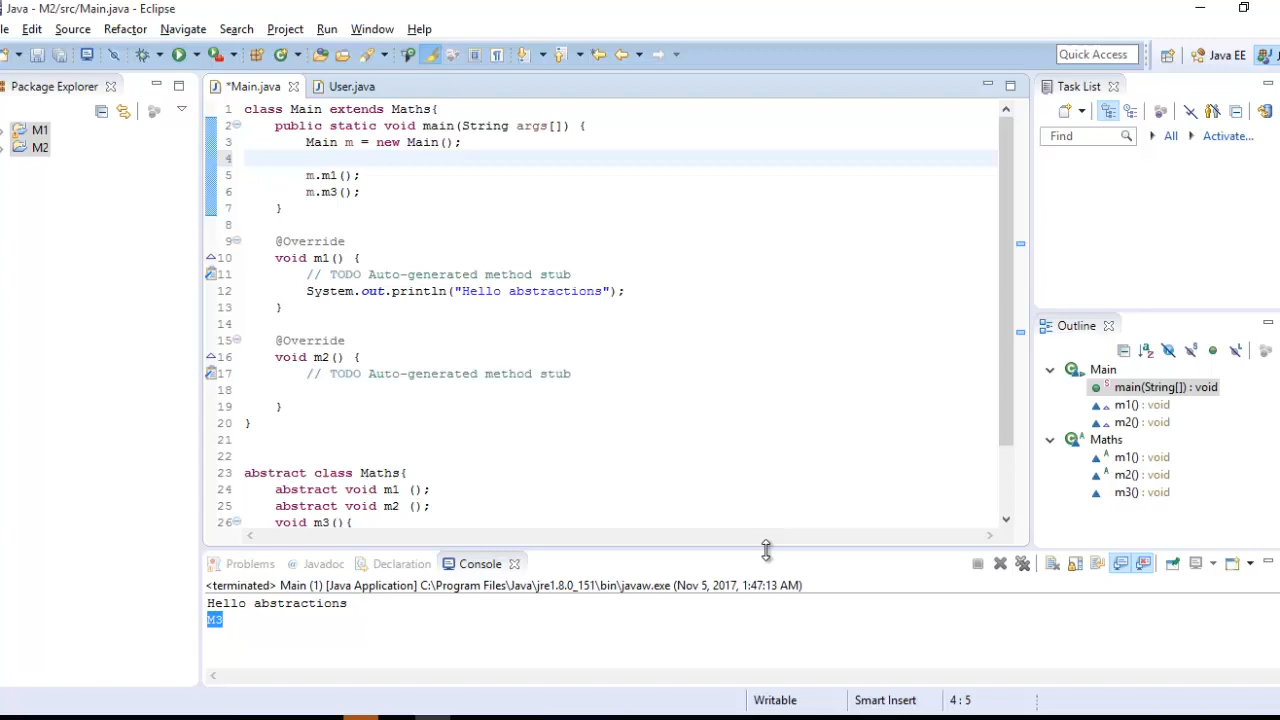 Java - M2/src/Main.java - Eclipse
le Edit Source Refactor Navigate Search Project Run Window Help
Quick Access
Java EE
Package Explorer
*Main.java
User.java
Task List
M1
M2
Find
All
Activate...
1 class Main extends Maths{
2 public static void main(String args[]) {
3 Main m = new Main();
4
5 m.m1();
6 m.m3();
7 }
8
9 @Override
10 void m1() {
11 // TODO Auto-generated method stub
12 System.out.println("Hello abstractions");
13 }
14
15 @Override
16 void m2() {
17 // TODO Auto-generated method stub
18
19 }
20 }
21
22
23 abstract class Maths{
24 abstract void m1 ();
25 abstract void m2 ();
26 void m3(){
Outline
Main
main(String[]) : void
m1() : void
m2() : void
Maths
m1() : void
m2() : void
m3() : void
Problems
Javadoc
Declaration
Console
<terminated> Main (1) [Java Application] C:\Program Files\Java\jre1.8.0_151\bin\javaw.exe (Nov 5, 2017, 1:47:13 AM)
Hello abstractions
M3
Writable
Smart Insert
4 : 5